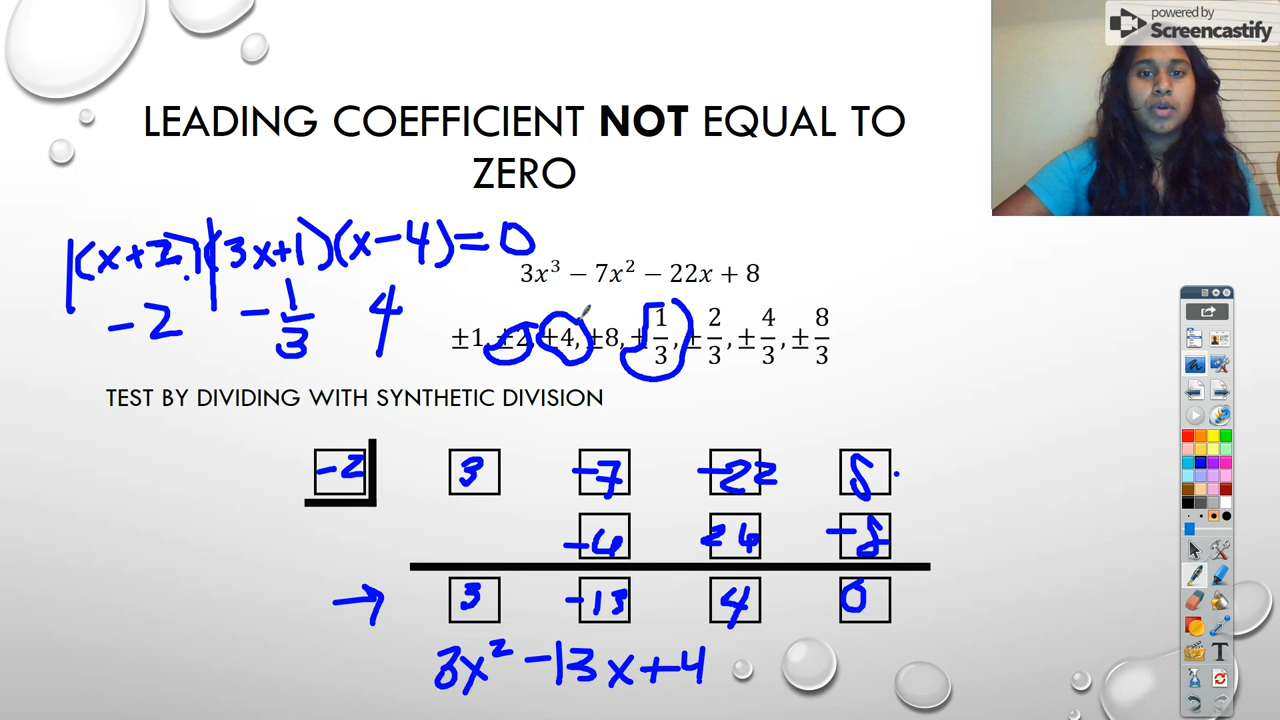 powered by
Screencastify
LEADING COEFFICIENT NOT EQUAL TO
ZERO
(x+2)(3x+1)(x-4)=0
3x³ − 7x² − 22x + 8
-2 -1/3 4
±1, ±2, ±4, ±8, ±1/3, ±2/3, ±4/3, ±8/3
TEST BY DIVIDING WITH SYNTHETIC DIVISION
-2 3 -7 -22 8
-6 26 -8
→ 3 -13 4 0
3x² -13x+4
T